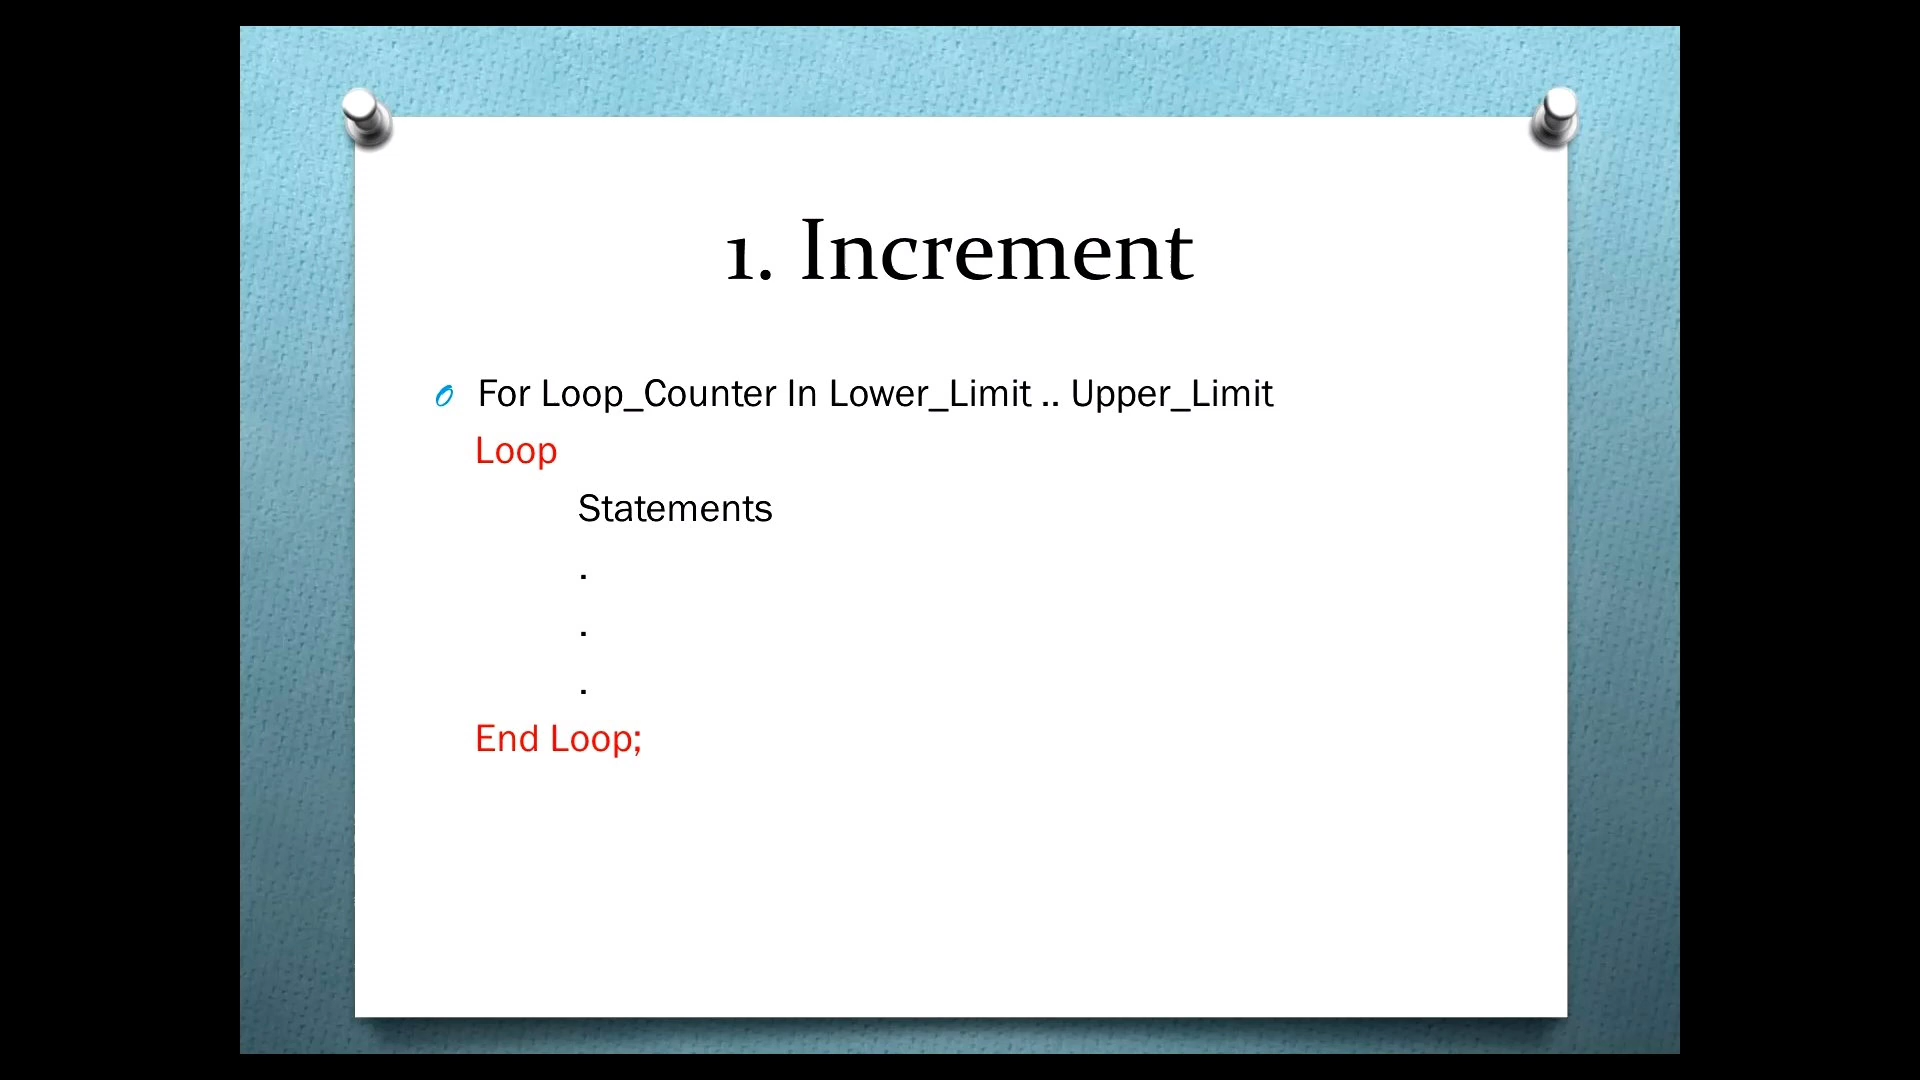 1. Increment
For Loop_Counter In Lower_Limit .. Upper_Limit
Loop
Statements
.
.
.
End Loop;